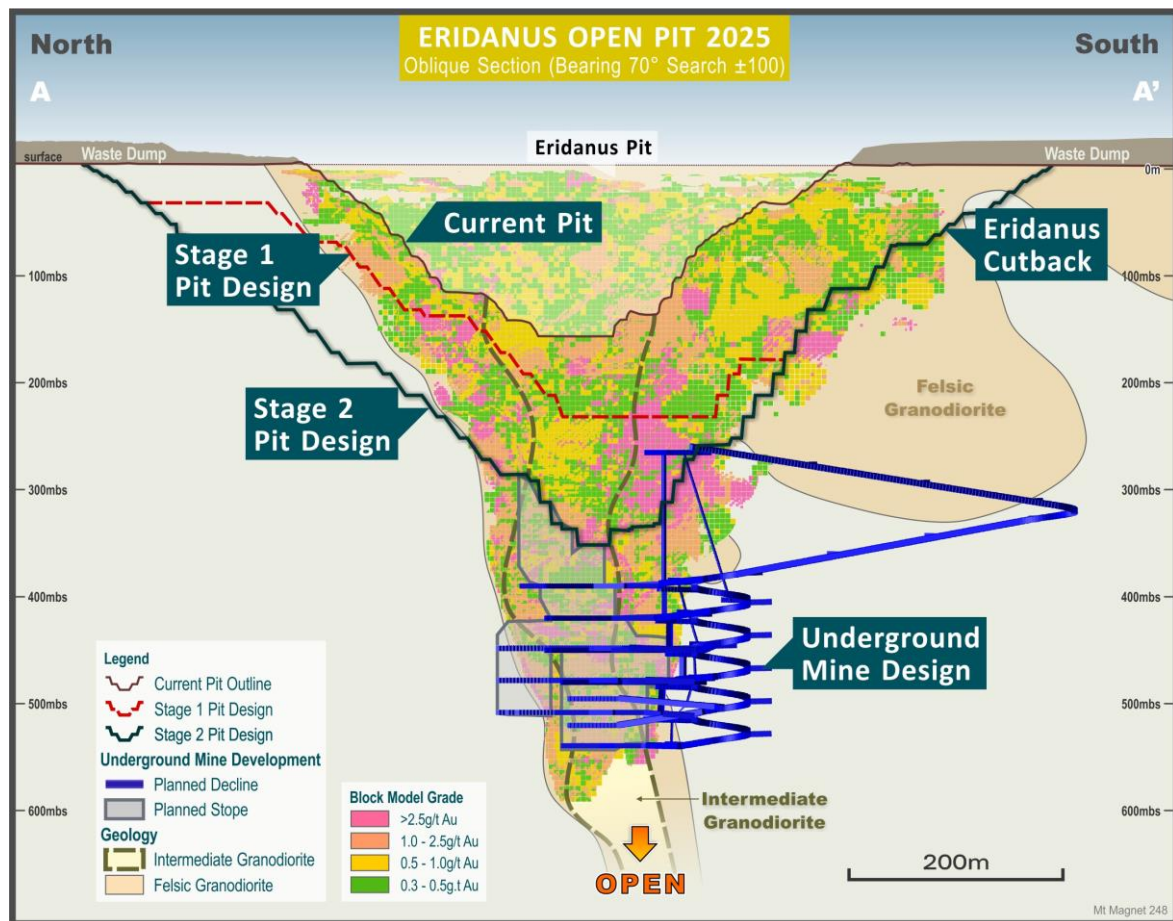 North
ERIDANUS OPEN PIT 2025
Oblique Section (Bearing 70° Search ±100)
South
A
A'
surface
Waste Dump
Eridanus Pit
Waste Dump
0m
Current Pit
Stage 1
Pit Design
Eridanus
Cutback
100mbs
100mbs
200mbs
200mbs
Felsic
Granodiorite
Stage 2
Pit Design
300mbs
300mbs
400mbs
400mbs
Underground
Mine Design
500mbs
500mbs
600mbs
600mbs
Legend
Current Pit Outline
Stage 1 Pit Design
Stage 2 Pit Design
Underground Mine Development
Planned Decline
Planned Stope
Geology
Intermediate Granodiorite
Felsic Granodiorite
Block Model Grade
>2.5g/t Au
1.0 - 2.5g/t Au
0.5 - 1.0g/t Au
0.3 - 0.5g.t Au
Intermediate
Granodiorite
OPEN
200m
Mt Magnet 248